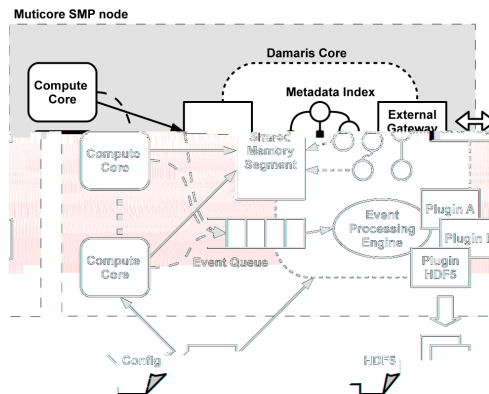 Muticore SMP node
Damaris Core
Compute
Core
Metadata Index
External
Gateway
Shared
Memory
Segment
Compute
Core
Plugin A
Event
Processing
Engine
Plugin
Compute
Core
Event Queue
Plugin
HDF5
Config
HDF5